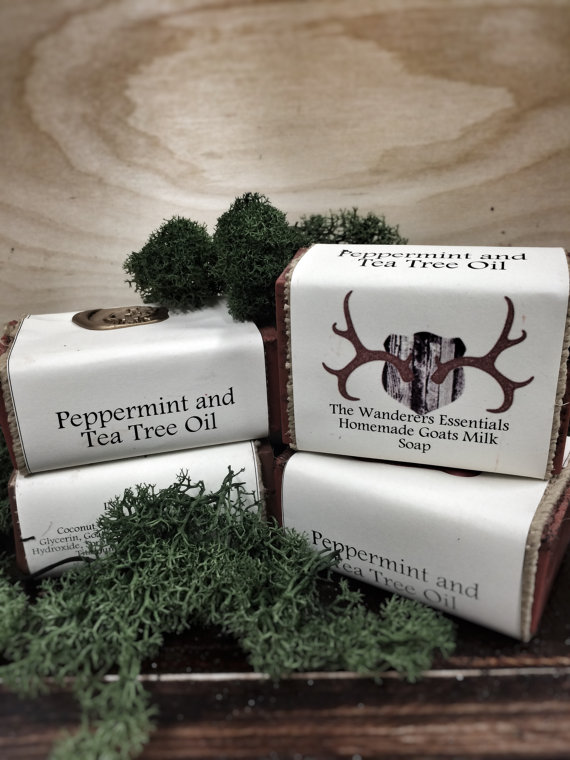 Peppermint and
Tea Tree Oil
The Wanderers Essentials
Homemade Goats Milk
Soap
Peppermint and
Tea Tree Oil
Coconut
Glycerin,
Hydroxide,
Peppermint and
Tea Tree Oil